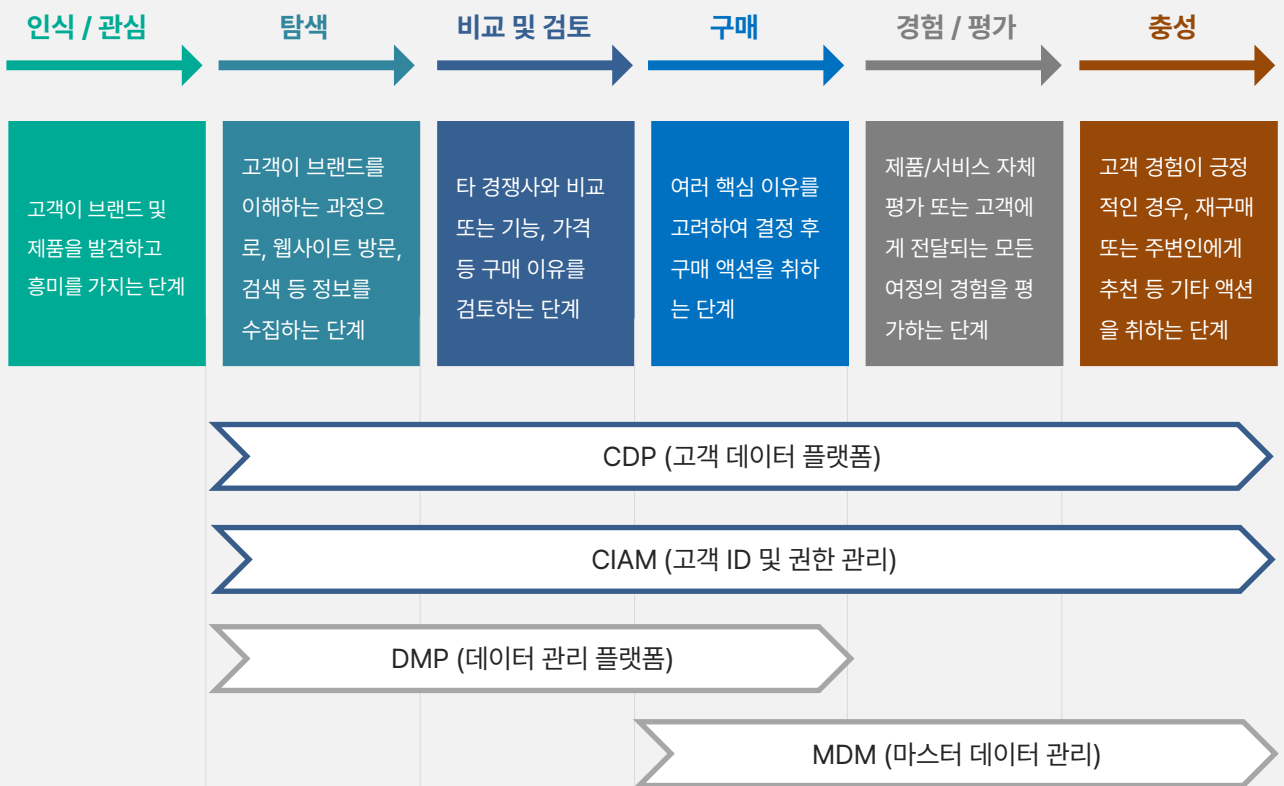 인식 / 관심
탐색
비교 및 검토
구매
경험 / 평가
충성
고객이 브랜드 및
제품을 발견하고
흥미를 가지는 단계
고객이 브랜드를
이해하는 과정으
로, 웹사이트 방문,
검색 등 정보를
수집하는 단계
타 경쟁사와 비교
또는 기능, 가격
등 구매 이유를
검토하는 단계
여러 핵심 이유를
고려하여 결정 후
구매 액션을 취하
는 단계
제품/서비스 자체
평가 또는 고객에
게 전달되는 모든
여정의 경험을 평
가하는 단계
고객 경험이 긍정
적인 경우, 재구매
또는 주변인에게
추천 등 기타 액션
을 취하는 단계
CDP (고객 데이터 플랫폼)
CIAM (고객 ID 및 권한 관리)
DMP (데이터 관리 플랫폼)
MDM (마스터 데이터 관리)